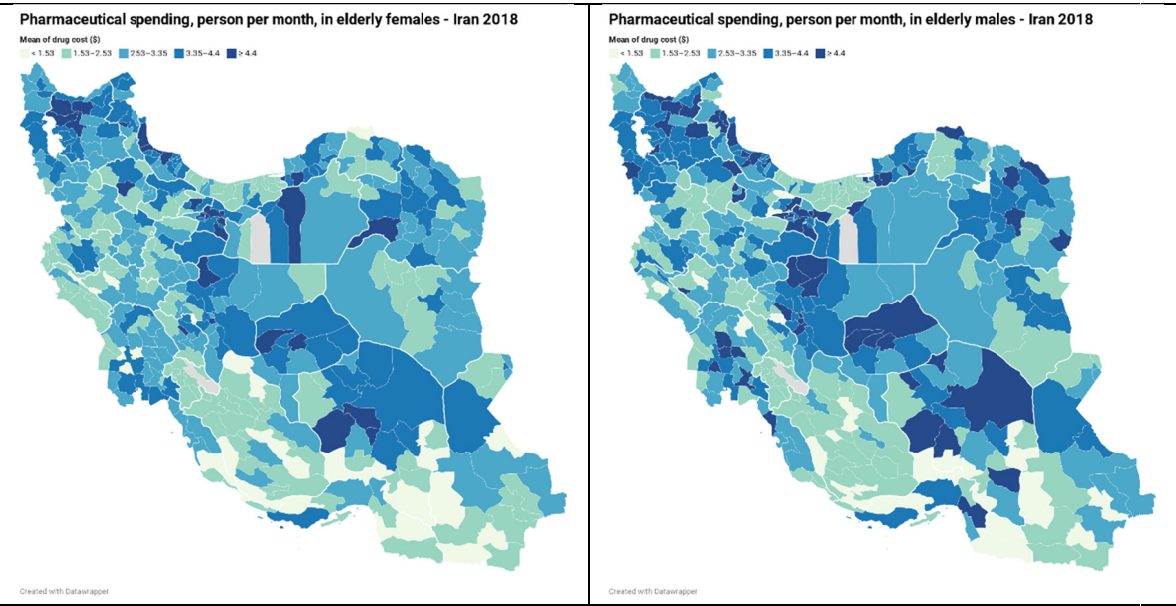 Pharmaceutical spending, person per month, in elderly females - Iran 2018
Mean of drug cost ($)
< 1.53 1.53–2.53 253–3.35 3.35–4.4 ≥ 4.4
Created with Datawrapper
Pharmaceutical spending, person per month, in elderly males - Iran 2018
Mean of drug cost ($)
< 1.53 1.53–2.53 2.53–3.35 3.35–4.4 ≥ 4.4
Created with Datawrapper